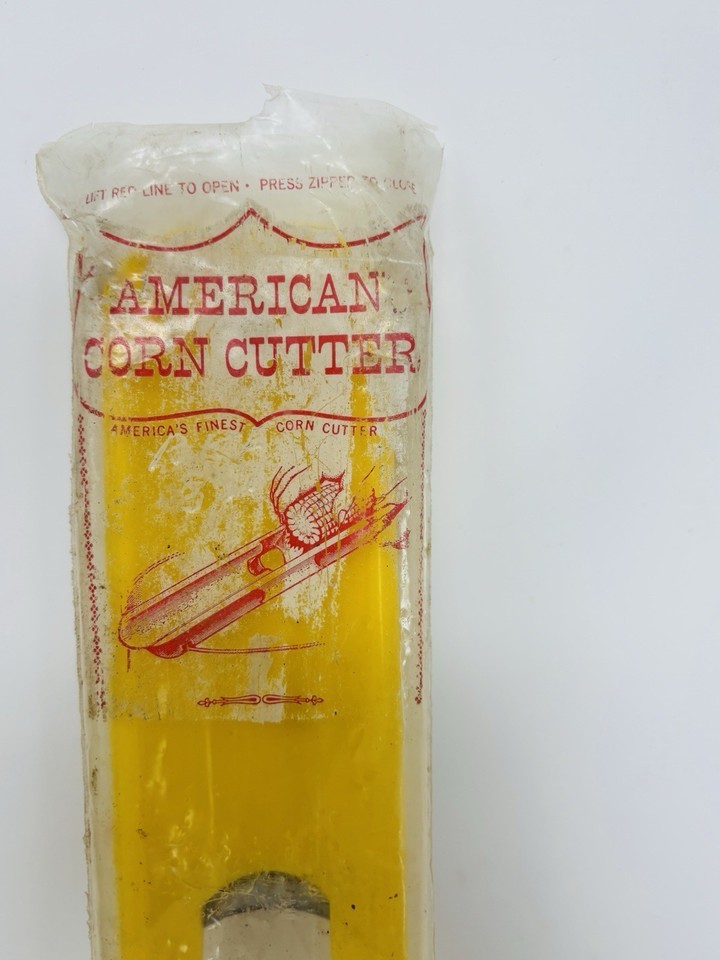 LIFT RED LINE TO OPEN • PRESS ZIPPER TO CLOSE
AMERICAN
CORN CUTTER
AMERICA'S FINEST CORN CUTTER